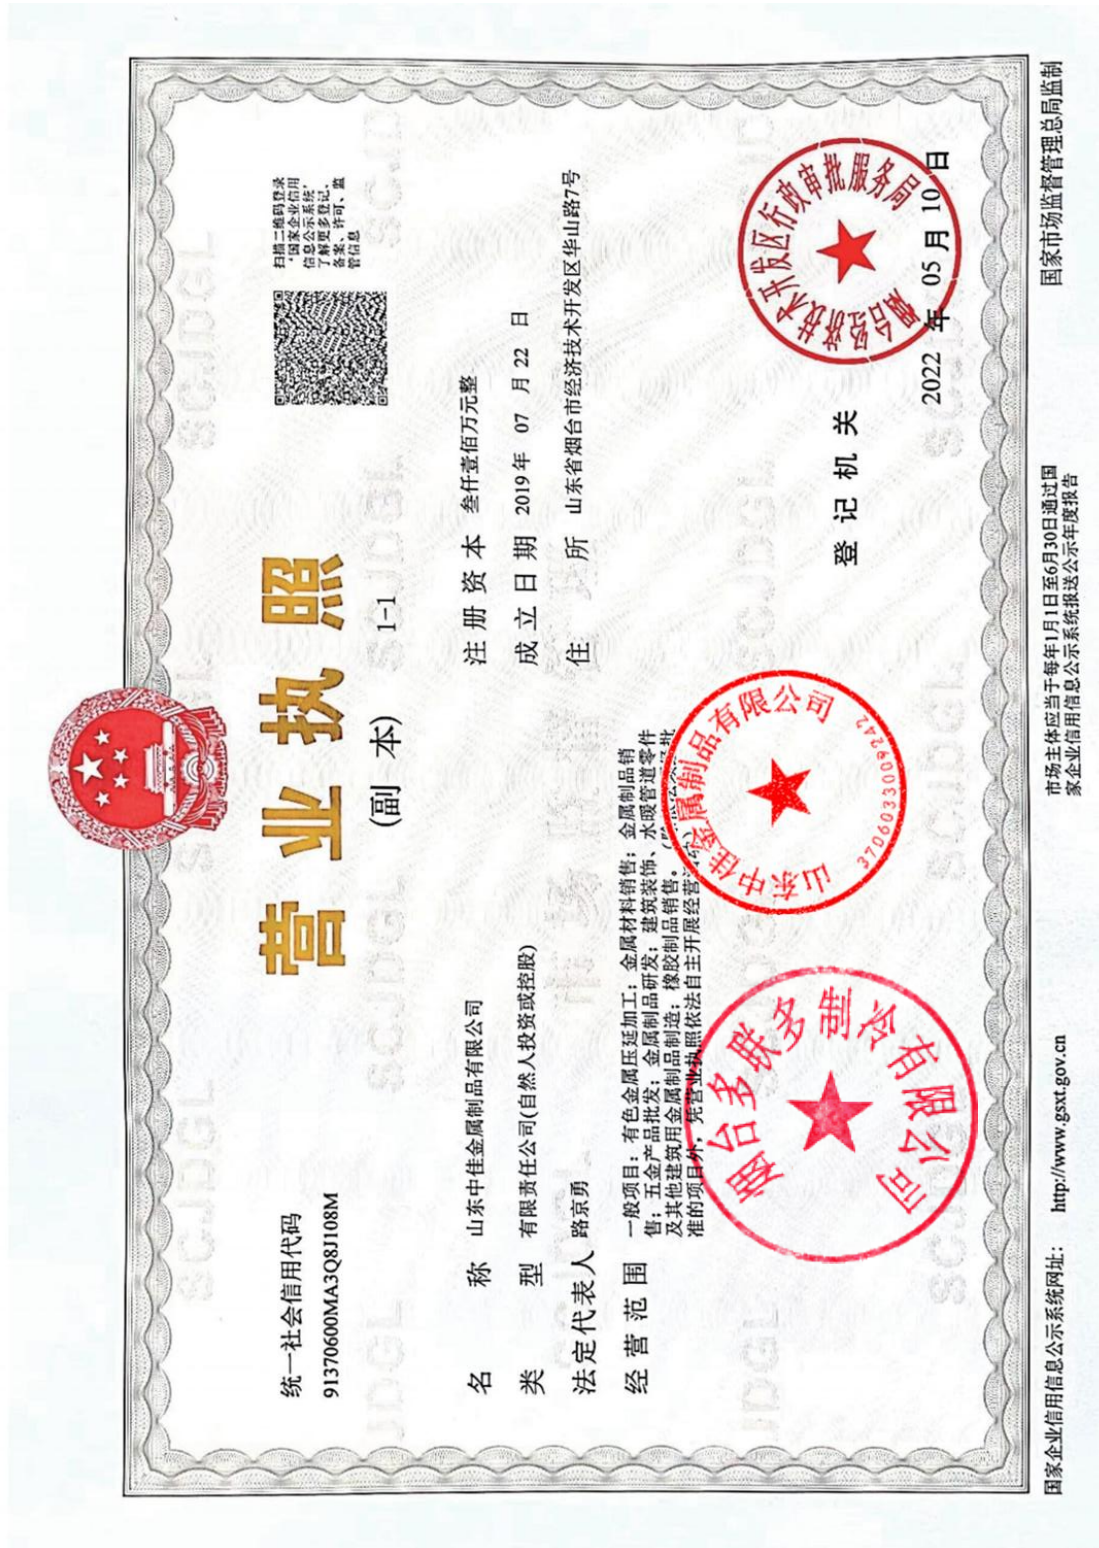 营业执照
(副本)
1-1
统一社会信用代码
91370600MA3Q8J108M
扫描二维码登录
"国家企业信用
信息公示系统"
了解更多登记、
备案、许可、监
管信息
名称 山东中佳金属制品有限公司
类型 有限责任公司(自然人投资或控股)
法定代表人 路京勇
经营范围 一般项目：有色金属压延加工；金属材料销售；金属制品销
售；五金产品批发；金属制品研发；建筑装饰、水暖管道零件
及其他建筑用金属制品制造；橡胶制品销售。
准的项目外，凭营业执照依法自主开展经营
注册资本 叁仟壹佰万元整
成立日期 2019年07月22日
住所 山东省烟台市经济技术开发区华山路7号
烟台多联多制冷有限公司
山东中佳金属制品有限公司
3706033009242
登记机关
烟台经济技术开发区行政审批服务局
2022年05月10日
国家企业信用信息公示系统网址：http://www.gsxt.gov.cn
市场主体应当于每年1月1日至6月30日通过国
家企业信用信息公示系统报送公示年度报告
国家市场监督管理总局监制